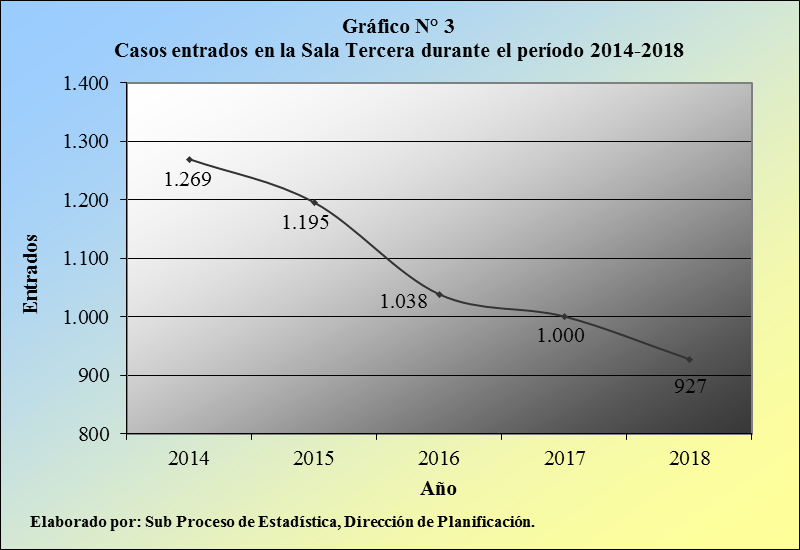 Gráfico N° 3
Casos entrados en la Sala Tercera durante el período 2014-2018
Entrados
1.400
1.300
1.200
1.100
1.000
900
800
1.269
1.195
1.038
1.000
927
2014 2015 2016 2017 2018
Año
Elaborado por: Sub Proceso de Estadística, Dirección de Planificación.